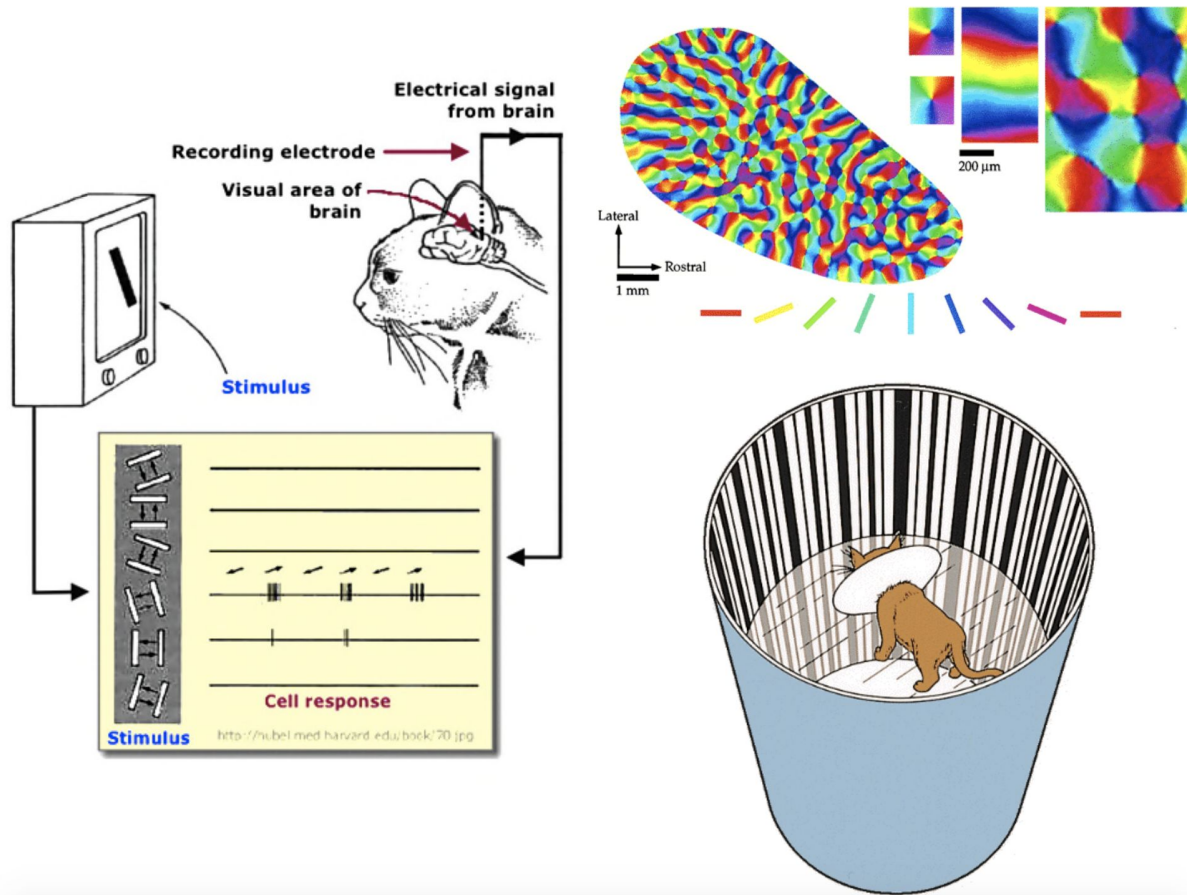 Electrical signal
from brain
Recording electrode
Visual area of
brain
Stimulus
Cell response
Stimulus
http://hubel.med.harvard.edu/book/70.jpg
200 µm
Lateral
Rostral
1 mm